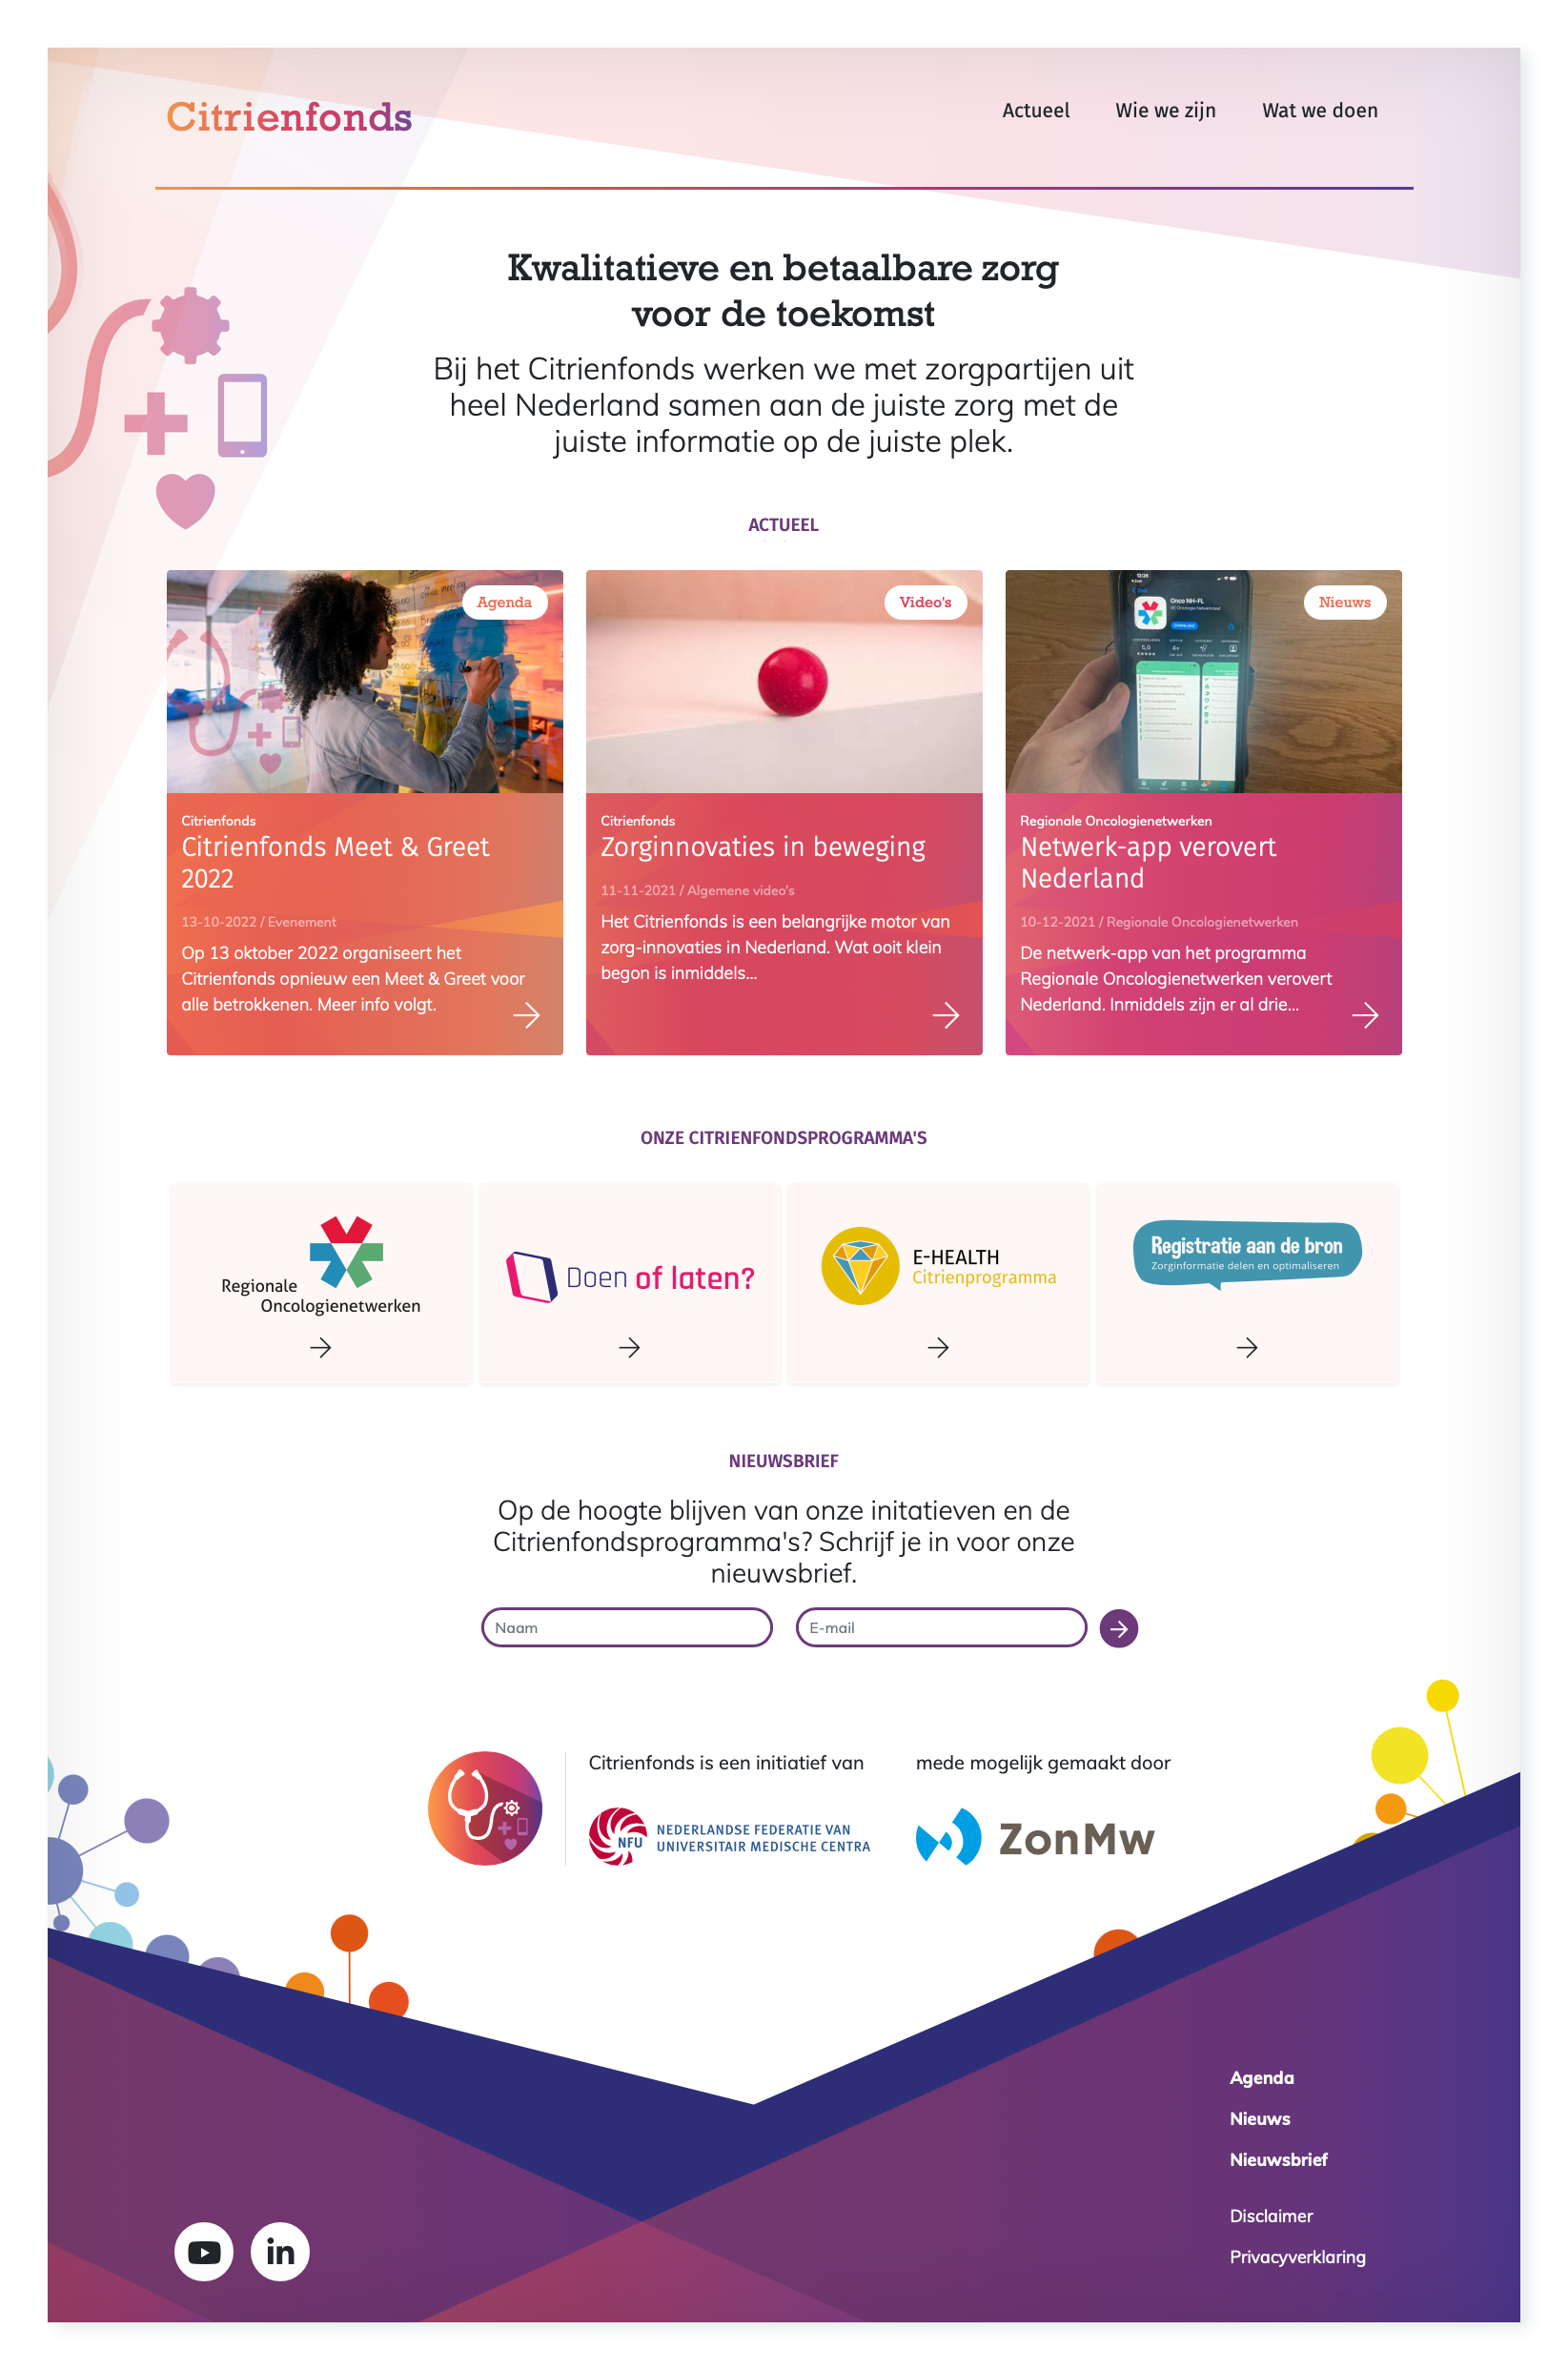 Citrienfonds
Actueel
Wie we zijn
Wat we doen
Kwalitatieve en betaalbare zorg
voor de toekomst
Bij het Citrienfonds werken we met zorgpartijen uit
heel Nederland samen aan de juiste zorg met de
juiste informatie op de juiste plek.
ACTUEEL
Agenda
Citrienfonds
Citrienfonds Meet & Greet
2022
13-10-2022 / Evenement
Op 13 oktober 2022 organiseert het
Citrienfonds opnieuw een Meet & Greet voor
alle betrokkenen. Meer info volgt.
Video's
Citrienfonds
Zorginnovaties in beweging
11-11-2021 / Algemene video's
Het Citrienfonds is een belangrijke motor van
zorg-innovaties in Nederland. Wat ooit klein
begon is inmiddels...
Nieuws
Onco NH-FL
Regionale Oncologienetwerken
Netwerk-app verovert
Nederland
10-12-2021 / Regionale Oncologienetwerken
De netwerk-app van het programma
Regionale Oncologienetwerken verovert
Nederland. Inmiddels zijn er al drie...
ONZE CITRIENFONDSPROGRAMMA'S
Regionale
Oncologienetwerken
Doen of laten?
E-HEALTH
Citrienprogramma
Registratie aan de bron
Zorginformatie delen en optimaliseren
NIEUWSBRIEF
Op de hoogte blijven van onze initatieven en de
Citrienfondsprogramma's? Schrijf je in voor onze
nieuwsbrief.
Naam
E-mail
Citrienfonds is een initiatief van
NFU
NEDERLANDSE FEDERATIE VAN
UNIVERSITAIR MEDISCHE CENTRA
mede mogelijk gemaakt door
ZonMw
Agenda
Nieuws
Nieuwsbrief
Disclaimer
Privacyverklaring
in